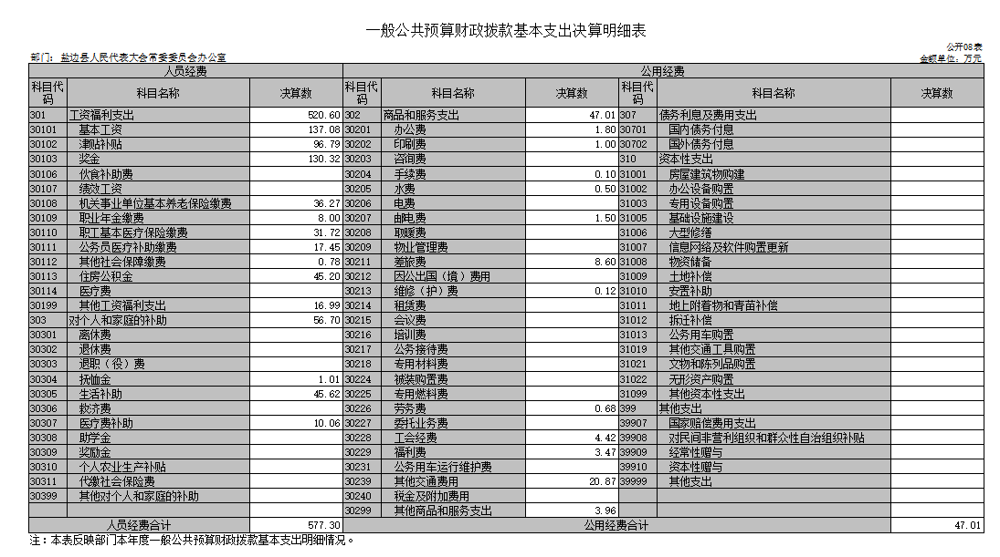 一般公共预算财政拨款基本支出决算明细表
公开08表
部门：盐边县人民代表大会常委委员会办公室 金额单位：万元
人员经费 公用经费
科目代码 科目名称 决算数 科目代码 科目名称 决算数 科目代码 科目名称 决算数
301 工资福利支出 520.60 302 商品和服务支出 47.01 307 债务利息及费用支出
30101 基本工资 137.08 30201 办公费 1.80 30701 国内债务付息
30102 津贴补贴 96.79 30202 印刷费 1.00 30702 国外债务付息
30103 奖金 130.32 30203 咨询费 310 资本性支出
30106 伙食补助费 30204 手续费 0.10 31001 房屋建筑物购建
30107 绩效工资 30205 水费 0.50 31002 办公设备购置
30108 机关事业单位基本养老保险缴费 36.27 30206 电费 31003 专用设备购置
30109 职业年金缴费 8.00 30207 邮电费 1.50 31005 基础设施建设
30110 职工基本医疗保险缴费 31.72 30208 取暖费 31006 大型修缮
30111 公务员医疗补助缴费 17.45 30209 物业管理费 31007 信息网络及软件购置更新
30112 其他社会保障缴费 0.78 30211 差旅费 8.60 31008 物资储备
30113 住房公积金 45.20 30212 因公出国（境）费用 31009 土地补偿
30114 医疗费 30213 维修（护）费 0.12 31010 安置补助
30199 其他工资福利支出 16.99 30214 租赁费 31011 地上附着物和青苗补偿
303 对个人和家庭的补助 56.70 30215 会议费 31012 拆迁补偿
30301 离休费 30216 培训费 31013 公务用车购置
30302 退休费 30217 公务接待费 31019 其他交通工具购置
30303 退职（役）费 30218 专用材料费 31021 文物和陈列品购置
30304 抚恤金 1.01 30224 被装购置费 31022 无形资产购置
30305 生活补助 45.62 30225 专用燃料费 31099 其他资本性支出
30306 救济费 30226 劳务费 0.68 399 其他支出
30307 医疗费补助 10.06 30227 委托业务费 39907 国家赔偿费用支出
30308 助学金 30228 工会经费 4.42 39908 对民间非营利组织和群众性自治组织补贴
30309 奖励金 30229 福利费 3.47 39909 经常性赠与
30310 个人农业生产补贴 30231 公务用车运行维护费 39910 资本性赠与
30311 代缴社会保险费 30239 其他交通费用 20.87 39999 其他支出
30399 其他对个人和家庭的补助 30240 税金及附加费用
30299 其他商品和服务支出 3.96
人员经费合计 577.30 公用经费合计 47.01
注：本表反映部门本年度一般公共预算财政拨款基本支出明细情况。